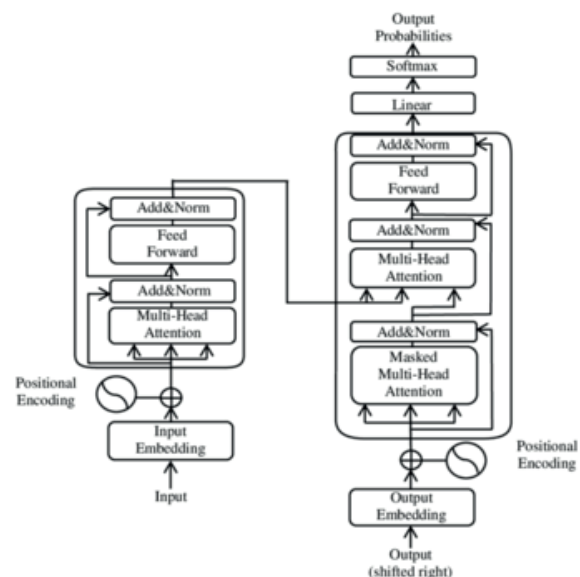 Output
Probabilities
Softmax
Linear
Add&Norm
Feed
Forward
Add&Norm
Multi-Head
Attention
Add&Norm
Masked
Multi-Head
Attention
Positional
Encoding
Output
Embedding
Output
(shifted right)
Add&Norm
Feed
Forward
Add&Norm
Multi-Head
Attention
Positional
Encoding
Input
Embedding
Input